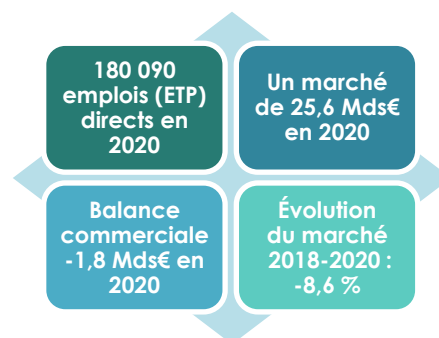 180 090
emplois (ETP)
directs en
2020
Un marché
de 25,6 Mds€
en 2020
Balance
commerciale
-1,8 Mds€ en
2020
Évolution
du marché
2018-2020 :
-8,6 %